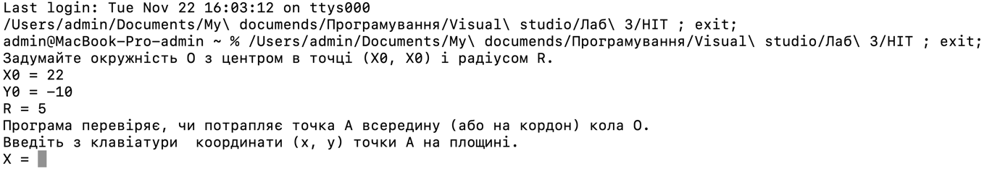 Last login: Tue Nov 22 16:03:12 on ttys000
/Users/admin/Documents/My\ documends/Програмування/Visual\ studio/Лаб\ 3/HIT ; exit;
admin@MacBook-Pro-admin ~ % /Users/admin/Documents/My\ documends/Програмування/Visual\ studio/Лаб\ 3/HIT ; exit;
Задумайте окружність О з центром в точці (X0, X0) і радіусом R.
X0 = 22
Y0 = -10
R = 5
Програма перевіряє, чи потрапляє точка А всередину (або на кордон) кола О.
Введіть з клавіатури  координати (x, y) точки А на площині.
X =